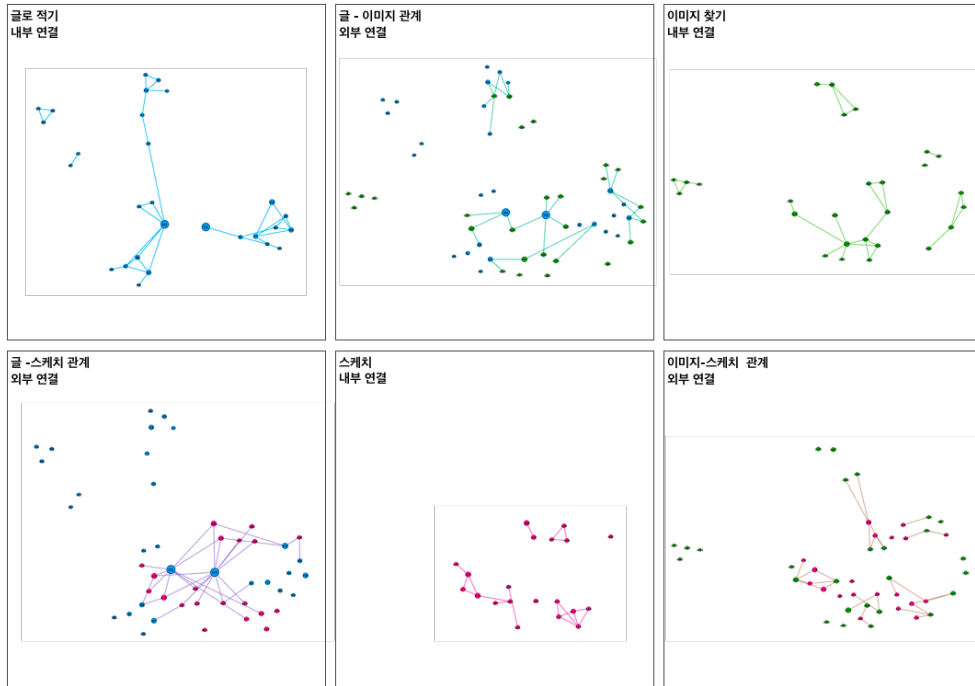 글로 적기
내부 연결
글 - 이미지 관계
외부 연결
이미지 찾기
내부 연결
글 -스케치 관계
외부 연결
스케치
내부 연결
이미지-스케치 관계
외부 연결